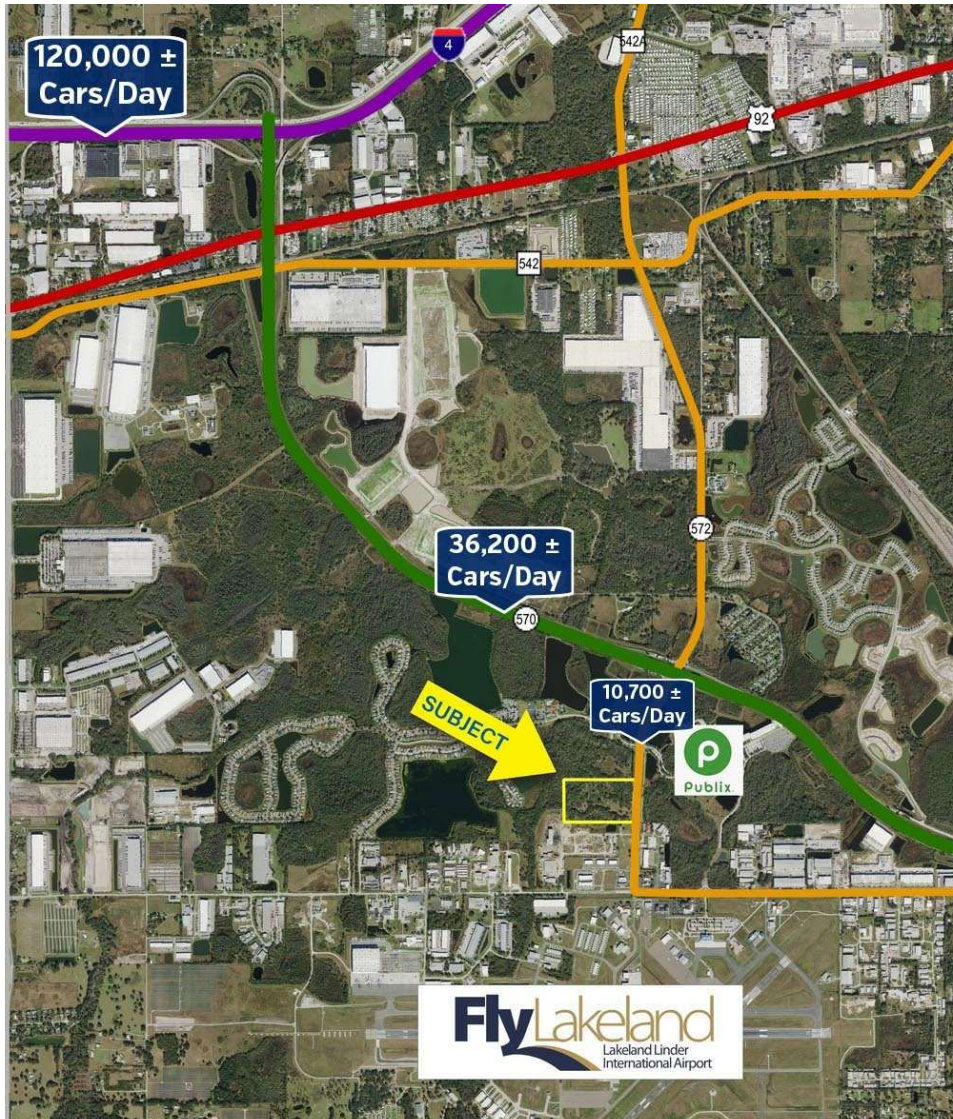 120,000 ±
Cars/Day
4
542A
92
542
36,200 ±
Cars/Day
570
572
SUBJECT
10,700 ±
Cars/Day
P
Publix.
FlyLakeland
Lakeland Linder
International Airport